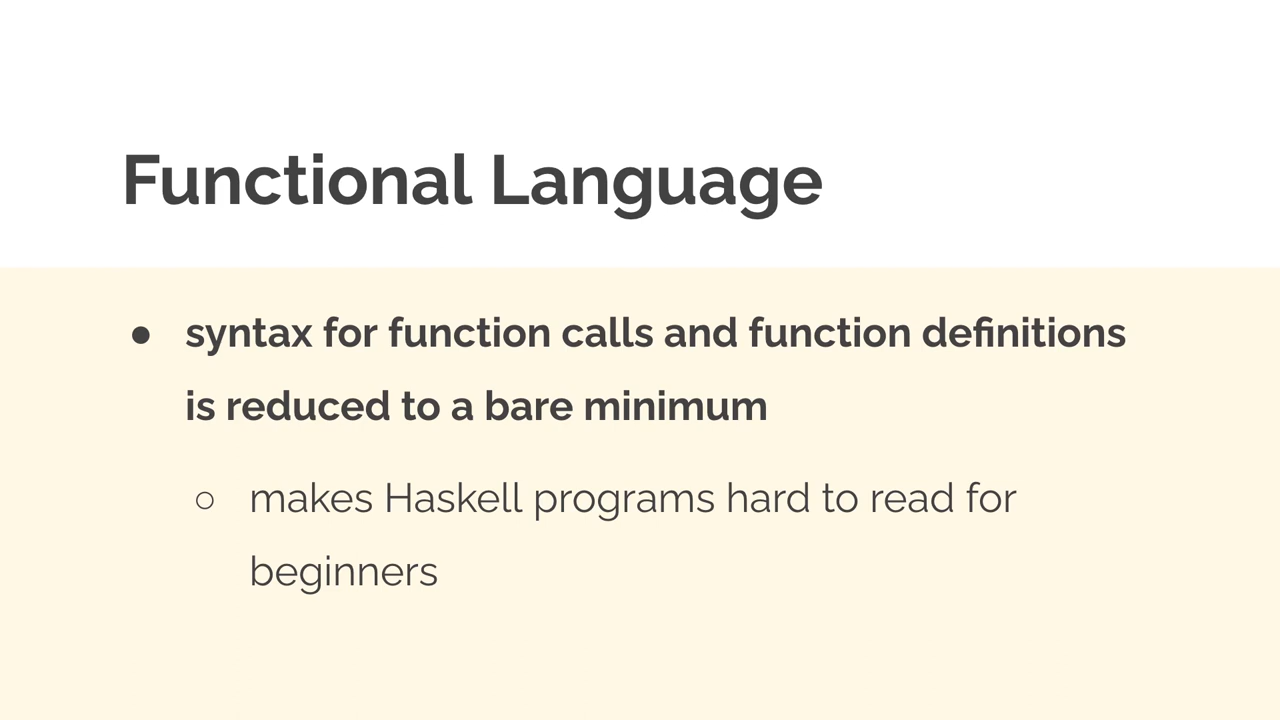 Functional Language
● syntax for function calls and function definitions
is reduced to a bare minimum
○ makes Haskell programs hard to read for
beginners